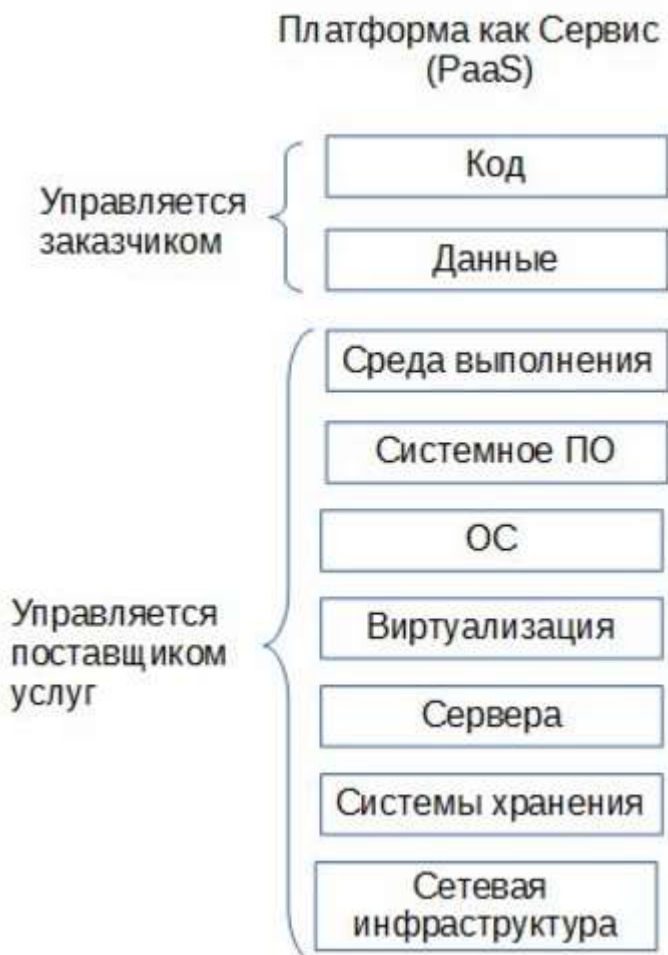 Платформа как Сервис
(PaaS)
Управляется
заказчиком
Код
Данные
Управляется
поставщиком
услуг
Среда выполнения
Системное ПО
ОС
Виртуализация
Сервера
Системы хранения
Сетевая
инфраструктура